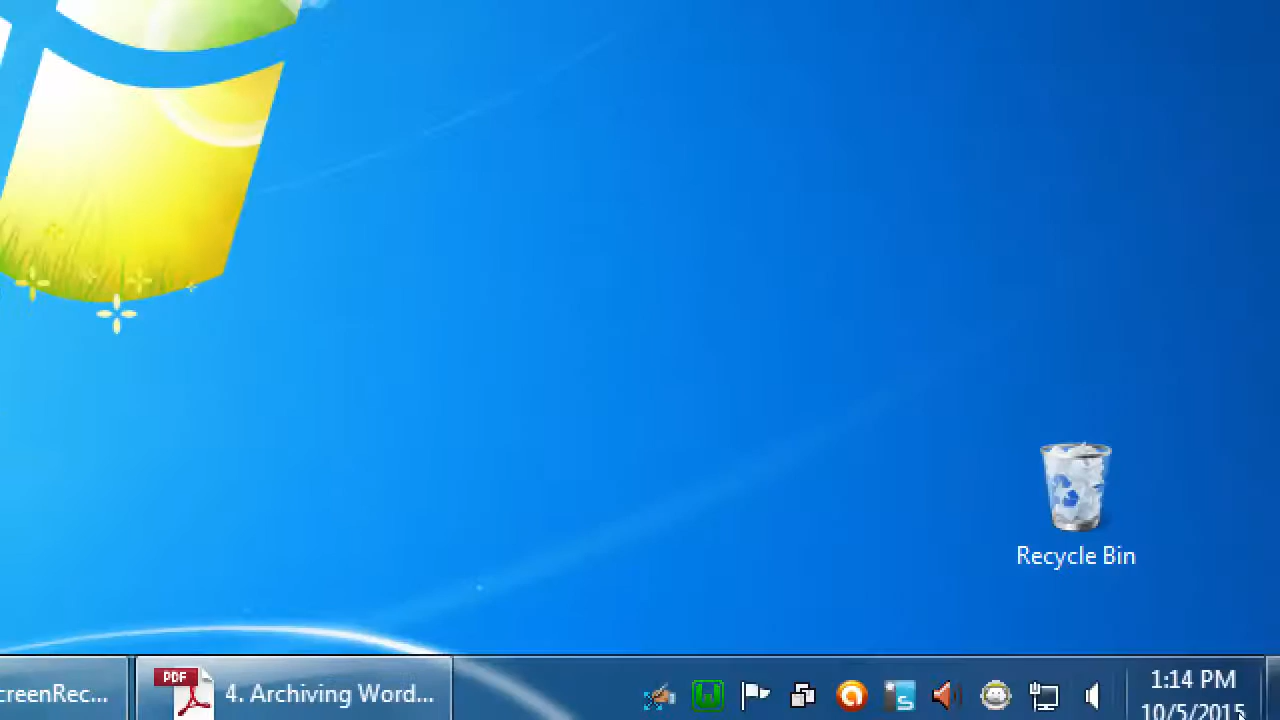 Recycle Bin
creenRec...
PDF
4. Archiving Word...
1:14 PM
10/5/2015